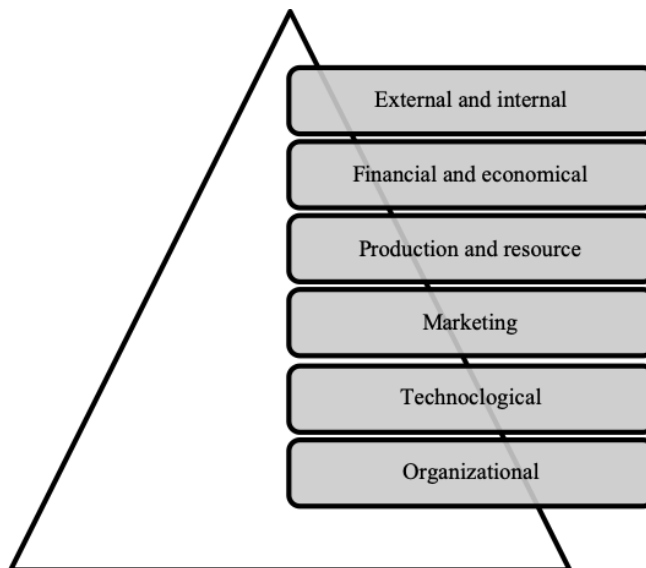 External and internal
Financial and economical
Production and resource
Marketing
Technoclogical
Organizational